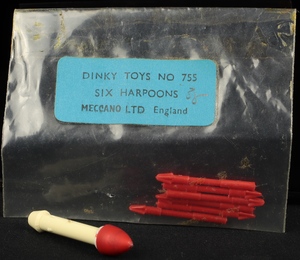 DINKY TOYS NO 755
SIX HARPOONS
MECCANO LTD England